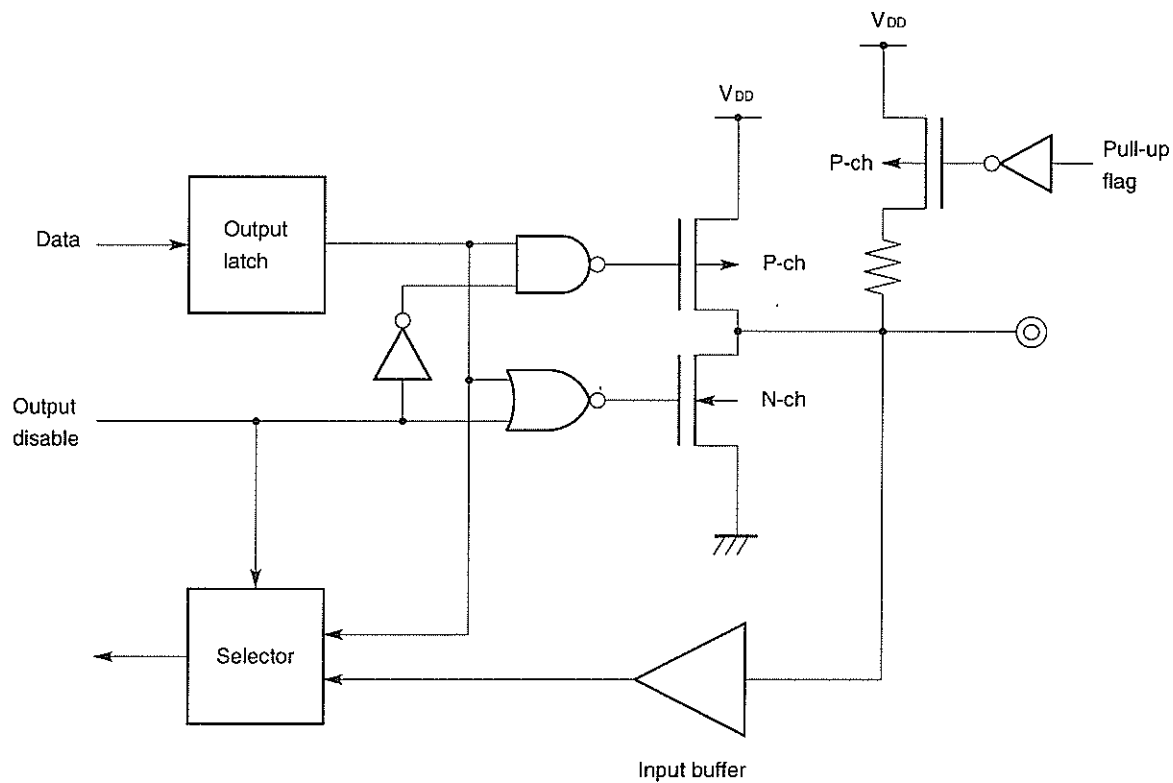 VDD
VDD
P-ch
Pull-up
flag
Data
Output
latch
P-ch
Output
disable
N-ch
Selector
Input buffer